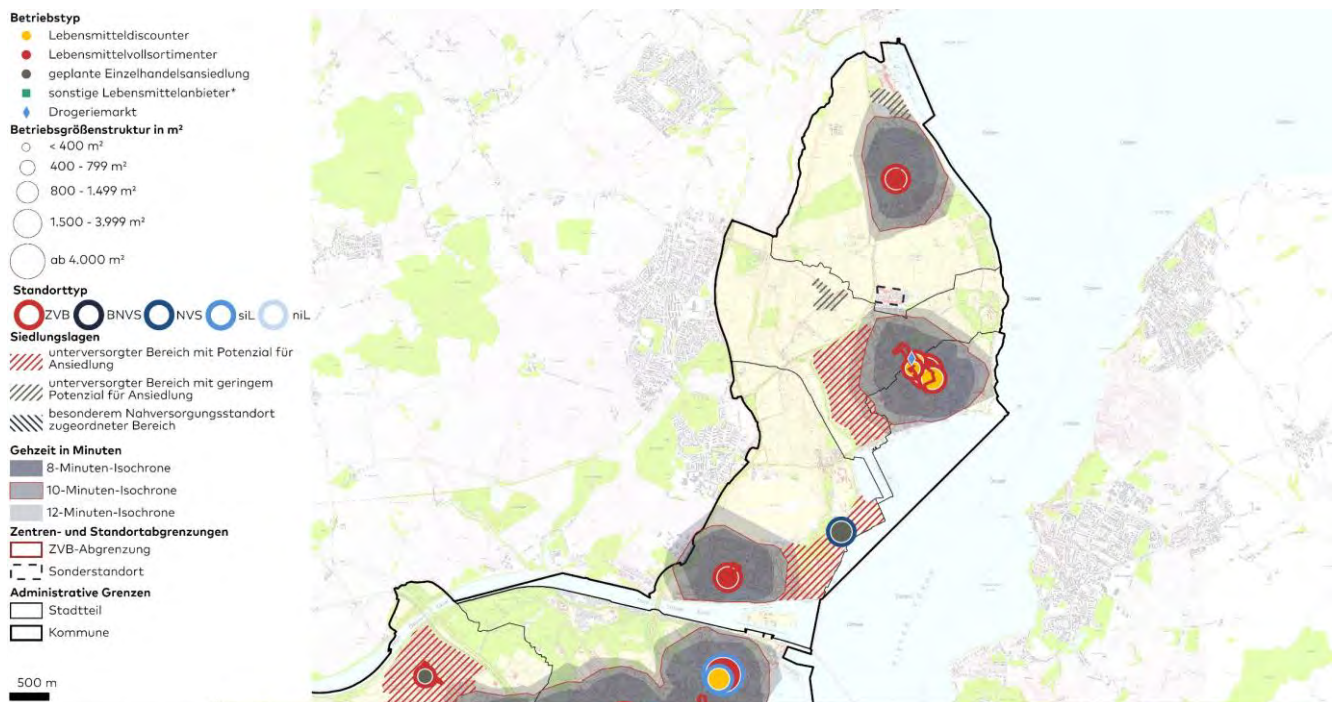 Betriebstyp
Lebensmitteldiscounter
Lebensmittelvollsortimenter
geplante Einzelhandelsansiedlung
sonstige Lebensmittelanbieter*
Drogeriemarkt
Betriebsgrößenstruktur in m²
< 400 m²
400 - 799 m²
800 - 1.499 m²
1.500 - 3.999 m²
ab 4.000 m²
Standorttyp
ZVB BNVS NVS siL niL
Siedlungslagen
unterversorgter Bereich mit Potenzial für
Ansiedlung
unterversorgter Bereich mit geringem
Potenzial für Ansiedlung
besonderem Nahversorgungsstandort
zugeordneter Bereich
Gehzeit in Minuten
8-Minuten-Isochrone
10-Minuten-Isochrone
12-Minuten-Isochrone
Zentren- und Standortabgrenzungen
ZVB-Abgrenzung
Sonderstandort
Administrative Grenzen
Stadtteil
Kommune
500 m